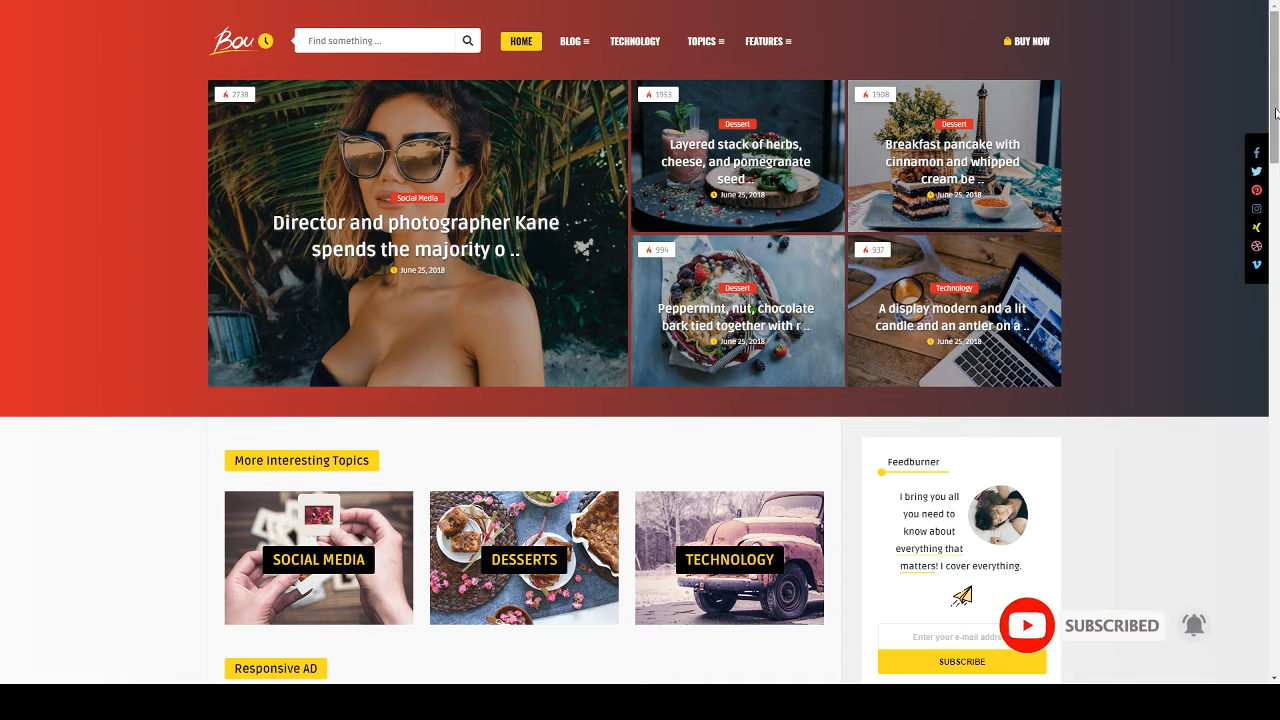 Bou
Find something ...
HOME
BLOG
TECHNOLOGY
TOPICS
FEATURES
BUY NOW
2738
Social Media
Director and photographer Kane
spends the majority o ..
June 25, 2018
1953
Dessert
Layered stack of herbs,
cheese, and pomegranate
seed ..
June 25, 2018
1908
Dessert
Breakfast pancake with
cinnamon and whipped
cream be ..
June 25, 2018
994
Dessert
Peppermint, nut, chocolate
bark tied together with r ..
June 25, 2018
937
Technology
A display modern and a lit
candle and an antler on a ..
June 25, 2018
More Interesting Topics
SOCIAL MEDIA
DESSERTS
TECHNOLOGY
Responsive AD
Feedburner
I bring you all
you need to
know about
everything that
matters! I cover everything.
Enter your e-mail addre
SUBSCRIBE
SUBSCRIBED